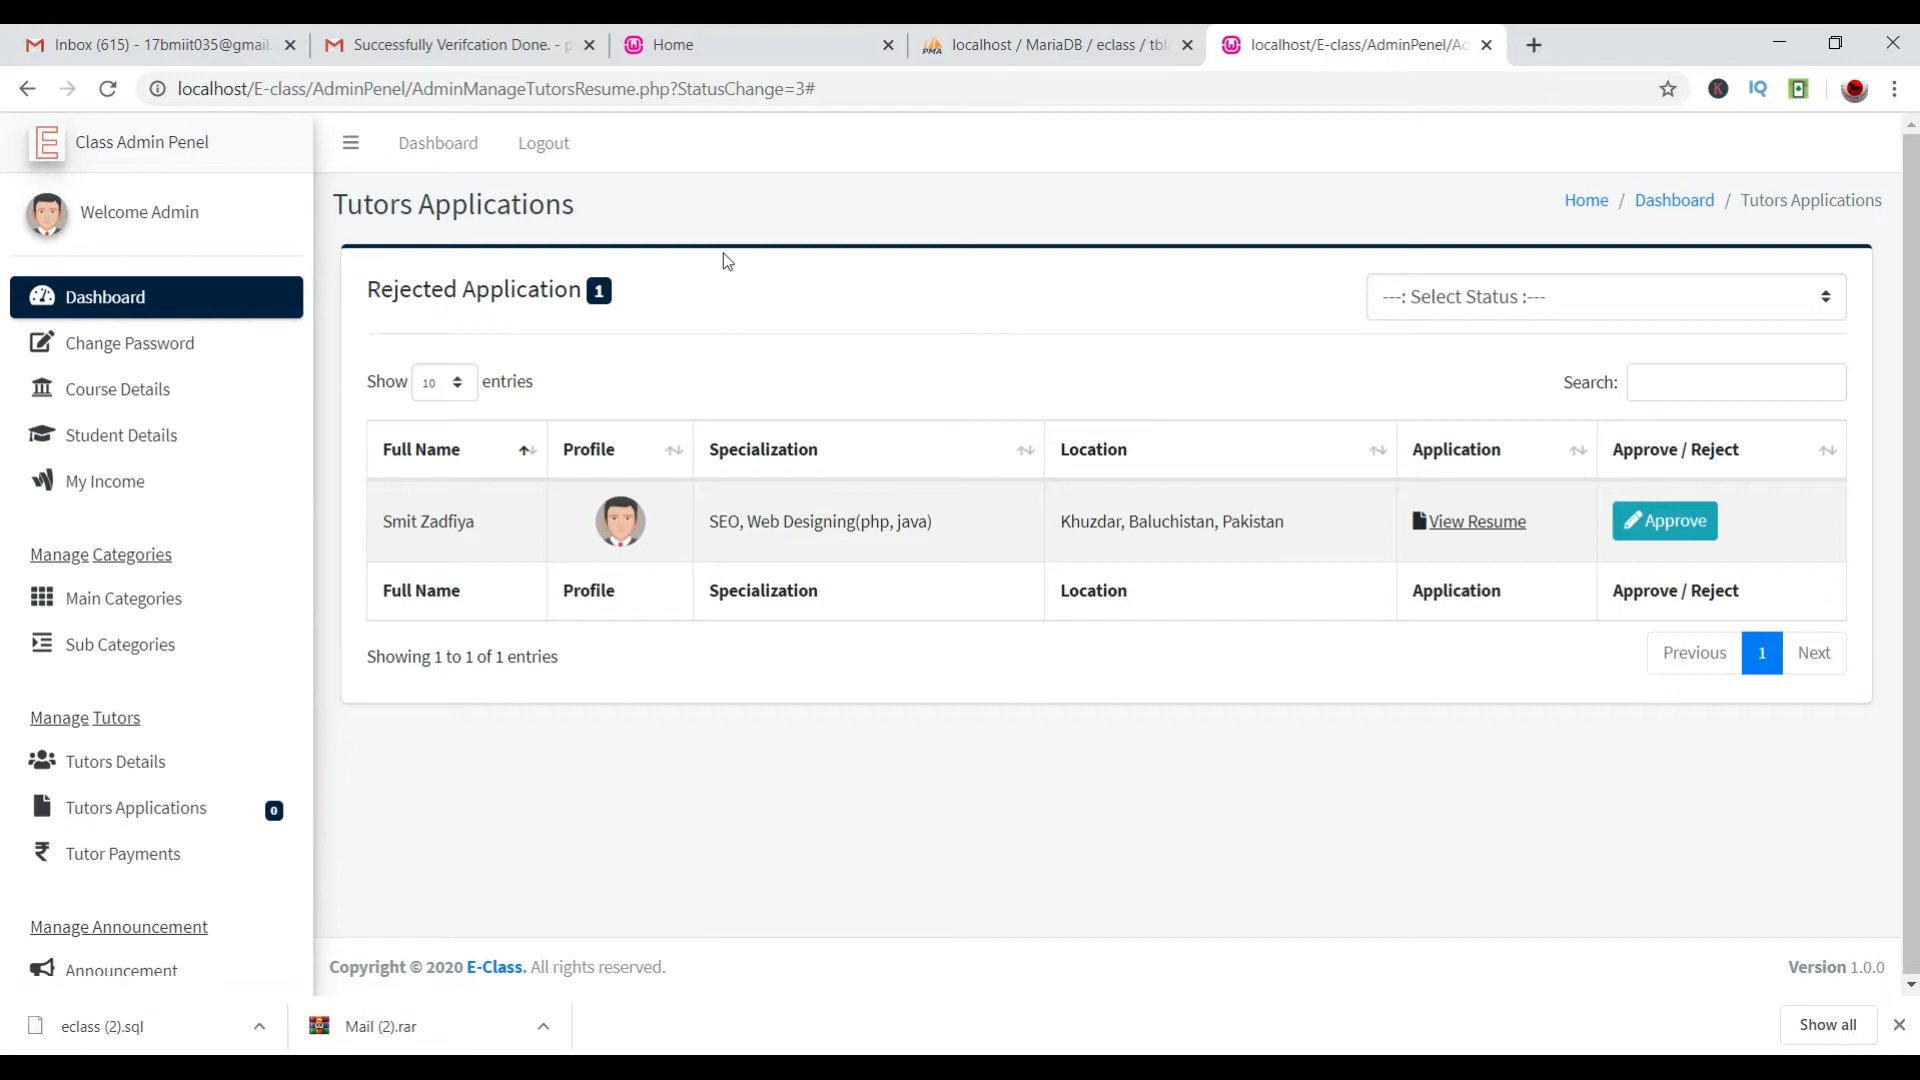 Inbox (615) - 17bmiit035@gmail.
Successfully Verifcation Done. - p
Home
localhost / MariaDB / eclass / tbl
localhost/E-class/AdminPenel/Ac
localhost/E-class/AdminPenel/AdminManageTutorsResume.php?StatusChange=3#
IQ
Class Admin Penel
Dashboard
Logout
Welcome Admin
Tutors Applications
Home / Dashboard / Tutors Applications
Dashboard
Change Password
Course Details
Student Details
My Income
Manage Categories
Main Categories
Sub Categories
Manage Tutors
Tutors Details
Tutors Applications 0
Tutor Payments
Manage Announcement
Announcement
Rejected Application 1
---: Select Status :---
Show 10 entries
Search:
Full Name Profile Specialization Location Application Approve / Reject
Smit Zadfiya SEO, Web Designing(php, java) Khuzdar, Baluchistan, Pakistan View Resume Approve
Full Name Profile Specialization Location Application Approve / Reject
Showing 1 to 1 of 1 entries
Previous 1 Next
Copyright © 2020 E-Class. All rights reserved.
Version 1.0.0
eclass (2).sql
Mail (2).rar
Show all